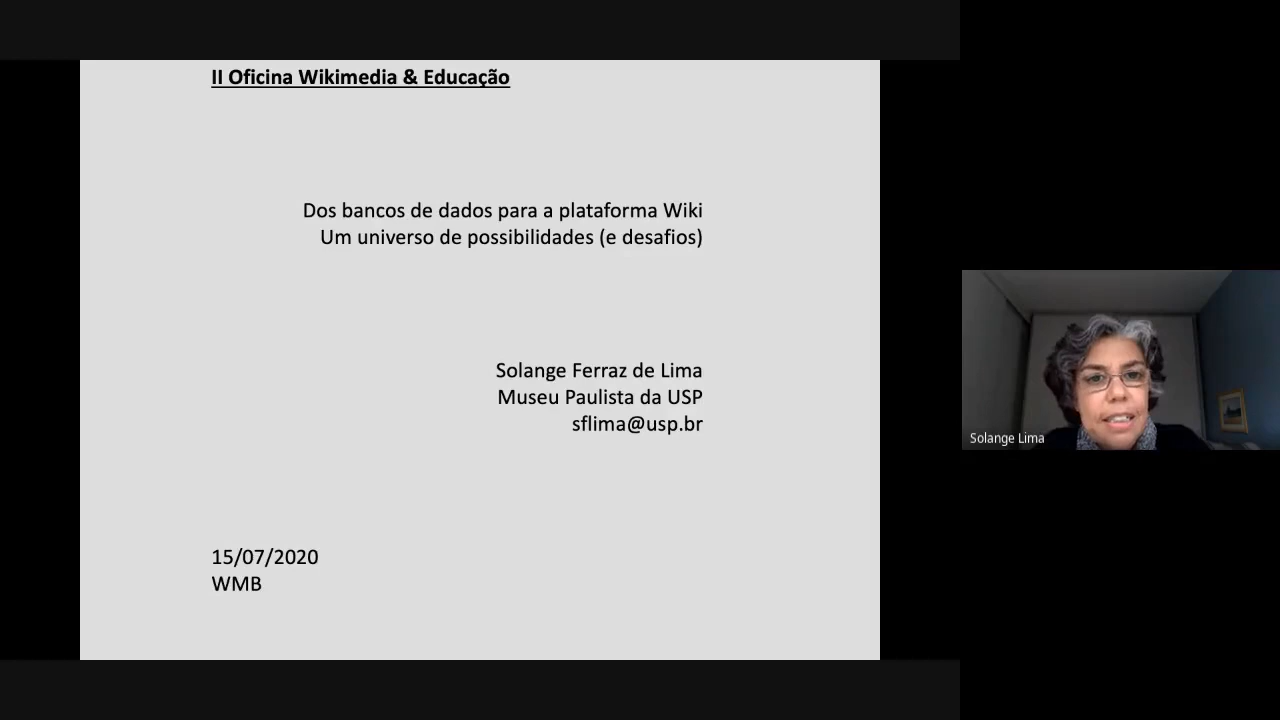 II Oficina Wikimedia & Educação
Dos bancos de dados para a plataforma Wiki
Um universo de possibilidades (e desafios)
Solange Ferraz de Lima
Museu Paulista da USP
sflima@usp.br
15/07/2020
WMB
Solange Lima